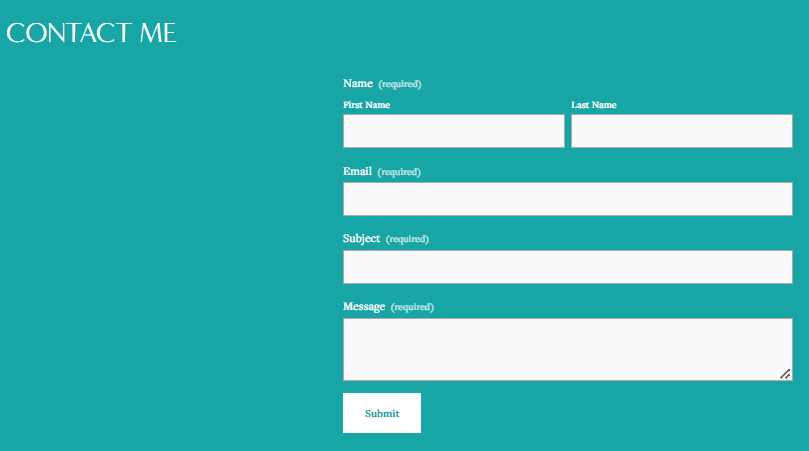 CONTACT ME
Name (required)
First Name Last Name
Email (required)
Subject (required)
Message (required)
Submit